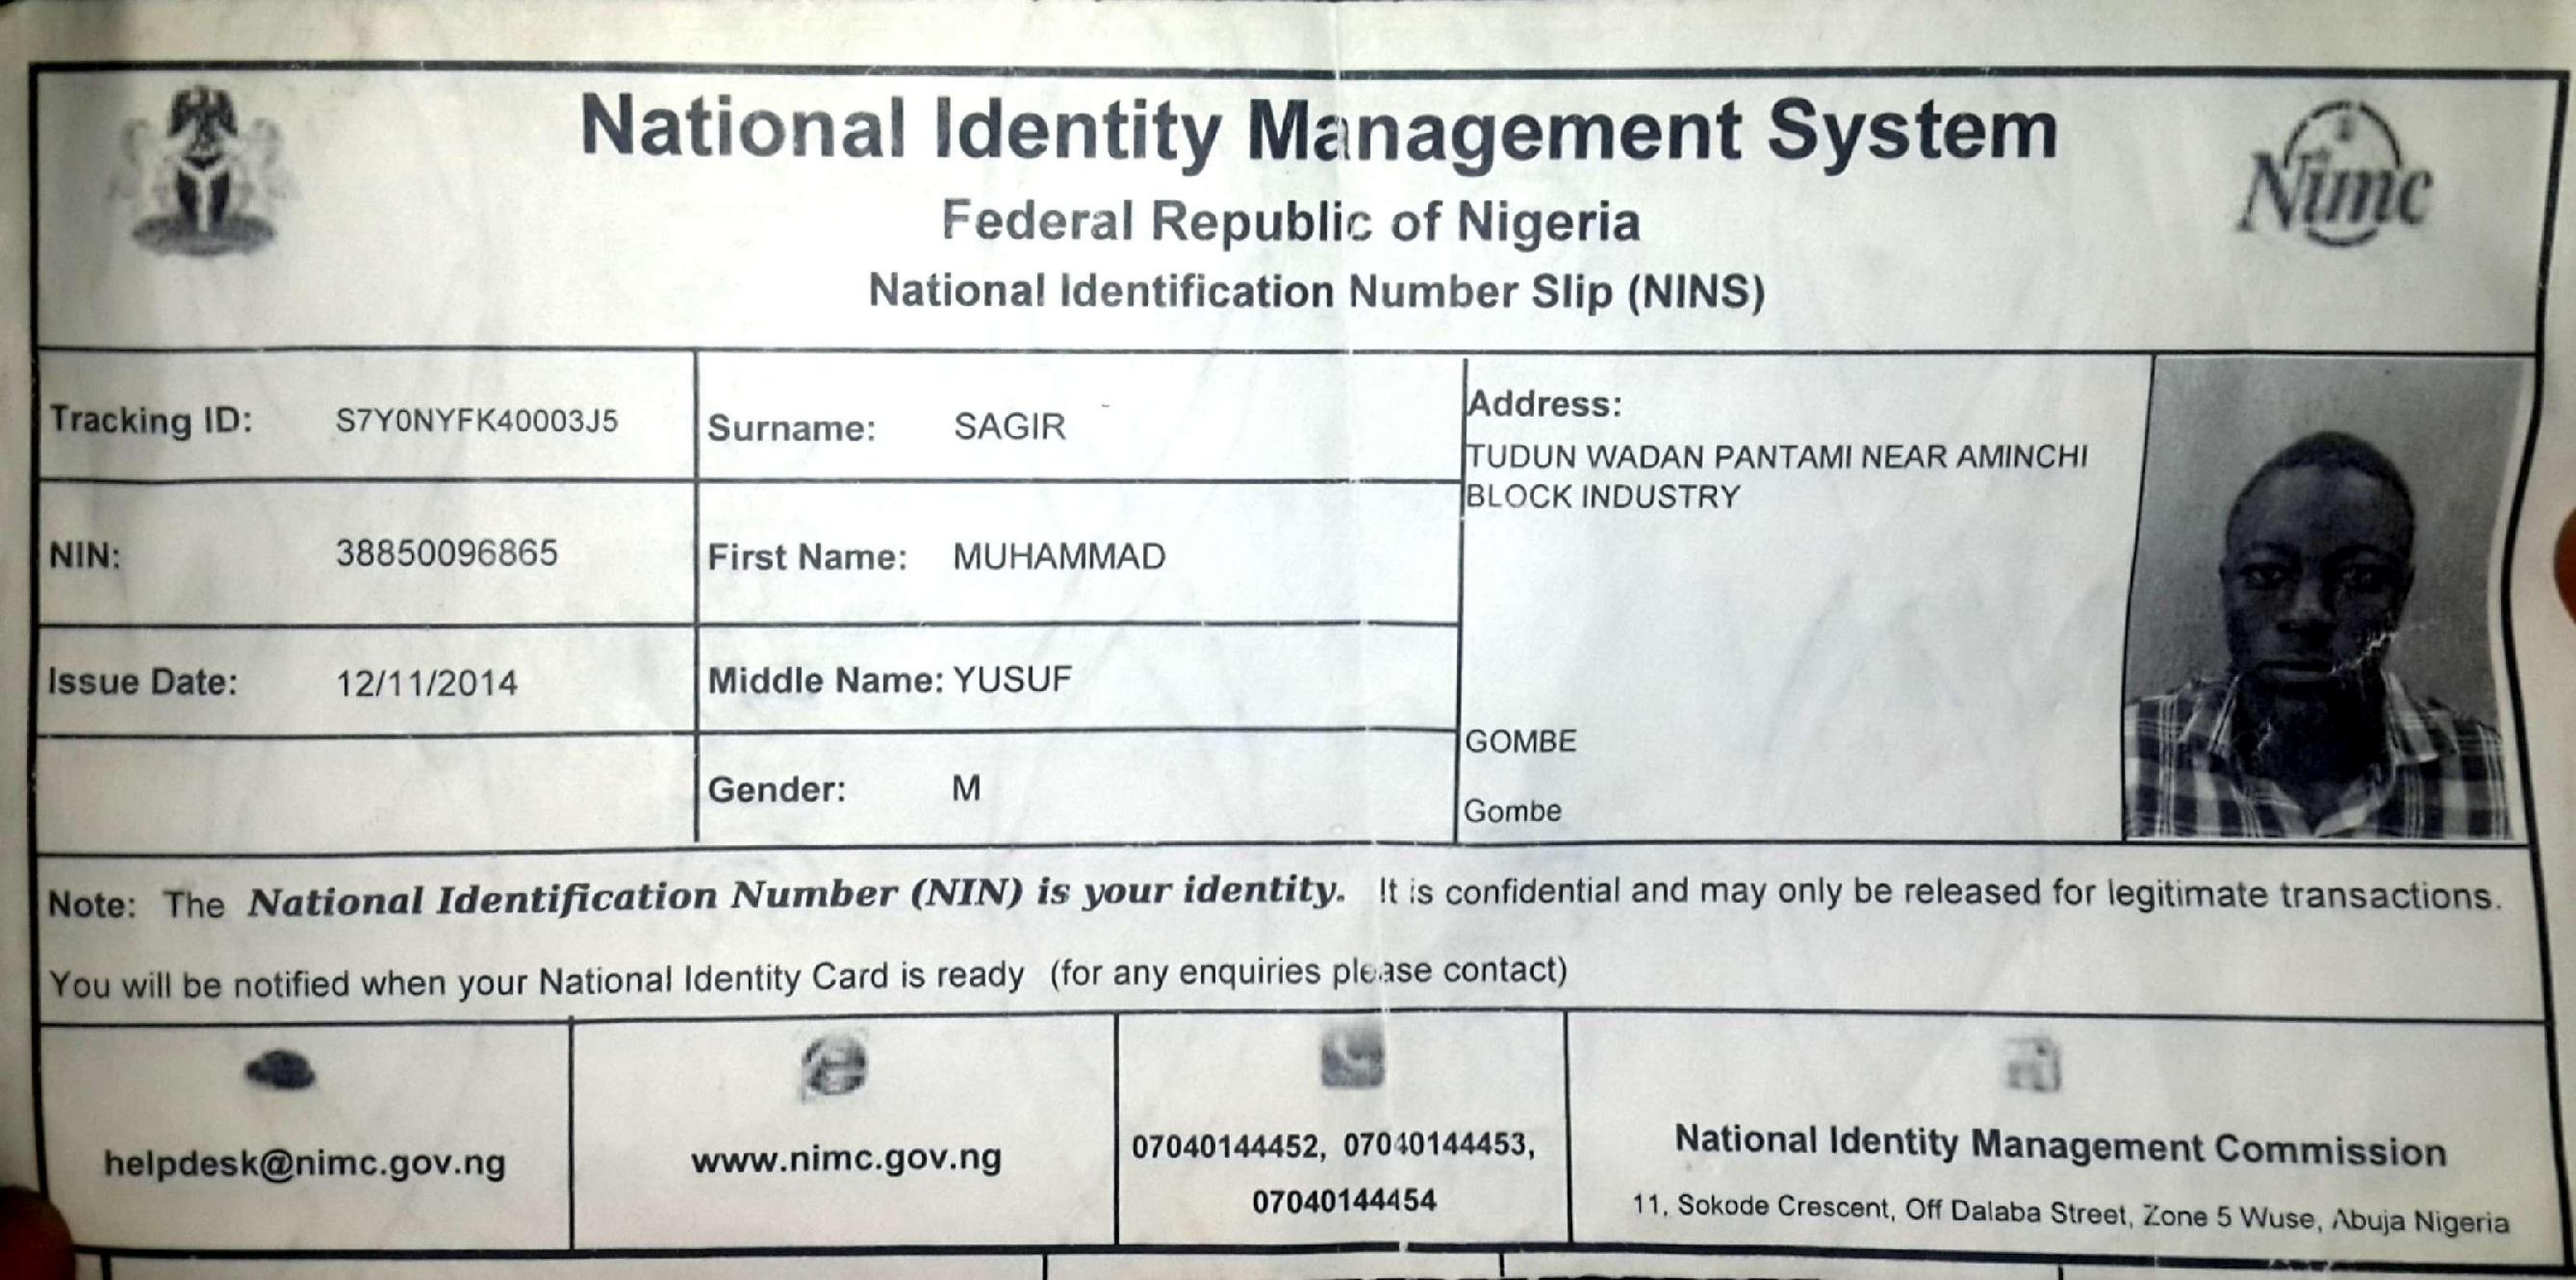 National Identity Management System
Federal Republic of Nigeria
National Identification Number Slip (NINS)
Nimc
Tracking ID: S7Y0NYFK40003J5
Surname: SAGIR
Address:
TUDUN WADAN PANTAMI NEAR AMINCHI
BLOCK INDUSTRY
NIN: 38850096865
First Name: MUHAMMAD
Issue Date: 12/11/2014
Middle Name: YUSUF
GOMBE
Gender: M
Gombe
Note: The National Identification Number (NIN) is your identity. It is confidential and may only be released for legitimate transactions.
You will be notified when your National Identity Card is ready (for any enquiries please contact)
helpdesk@nimc.gov.ng
www.nimc.gov.ng
07040144452, 07040144453,
07040144454
National Identity Management Commission
11, Sokode Crescent, Off Dalaba Street, Zone 5 Wuse, Abuja Nigeria